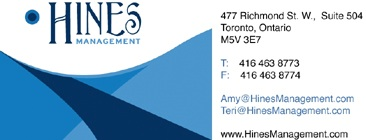 HINES
MANAGEMENT
477 Richmond St. W., Suite 504
Toronto, Ontario
M5V 3E7
T: 416 463 8773
F: 416 463 8774
Amy@HinesManagement.com
Teri@HinesManagement.com
www.HinesManagement.com